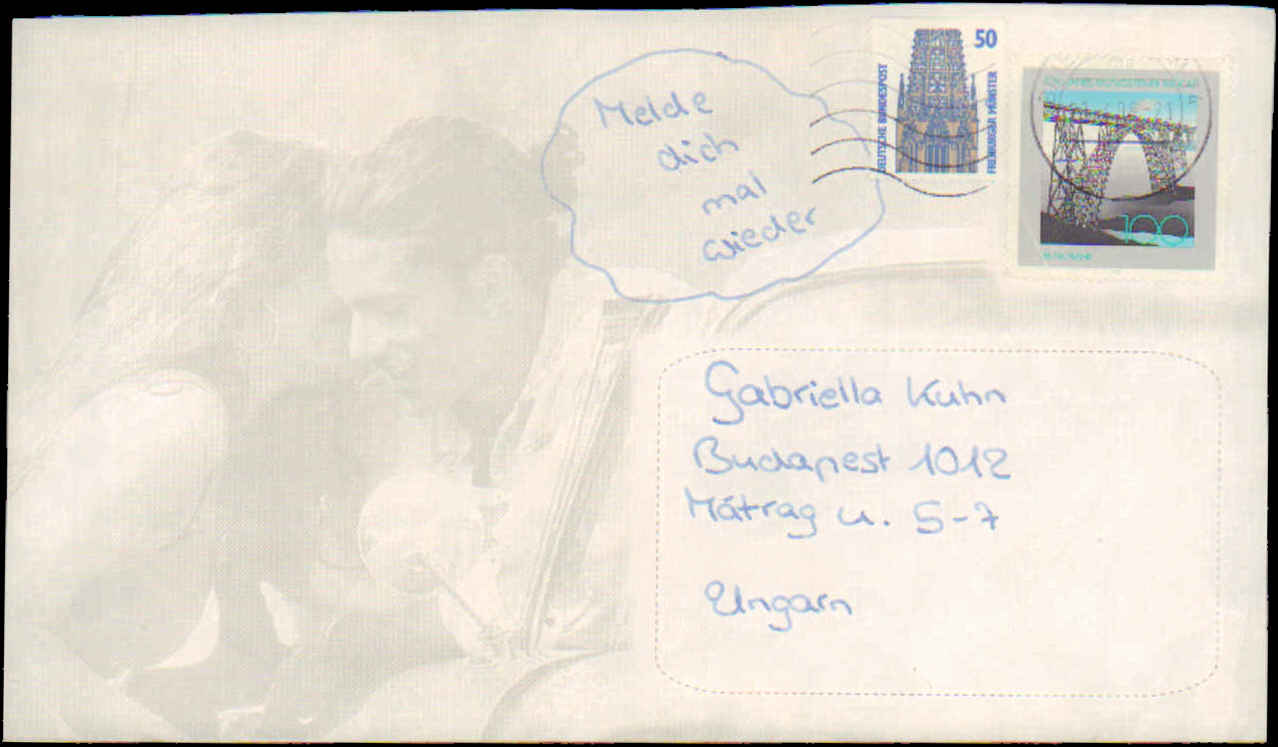 Melde
dich
mal
wieder
50
DEUTSCHE BUNDESPOST
FREIBURGER MÜNSTER
100
Gabriella Kuhn
Budapest 1012
Mátrag u. 5-7
Ungarn